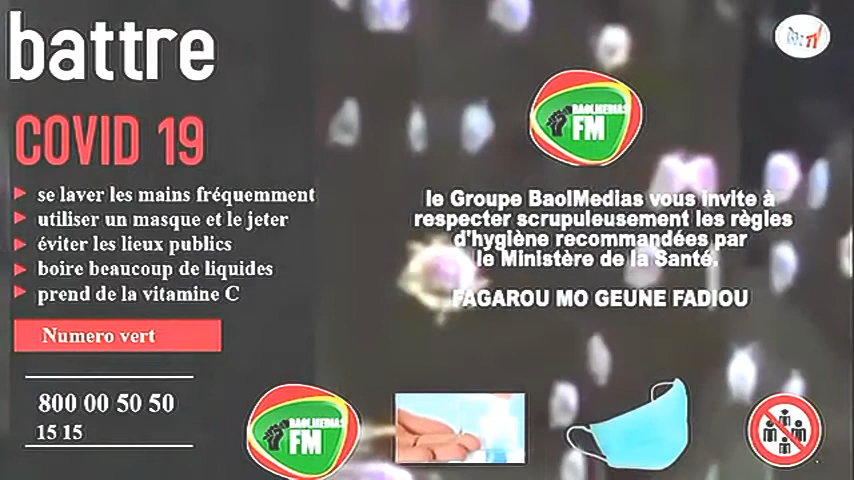 battre
COVID 19
se laver les mains fréquemment
utiliser un masque et le jeter
éviter les lieux publics
boire beaucoup de liquides
prend de la vitamine C
Numero vert
800 00 50 50
15 15
BAOLMEDIAS
FM
le Groupe BaolMedias vous invite à
respecter scrupuleusement les règles
d'hygiène recommandées par
le Ministère de la Santé.
FAGAROU MO GEUNE FADIOU
BAOLMEDIAS
FM